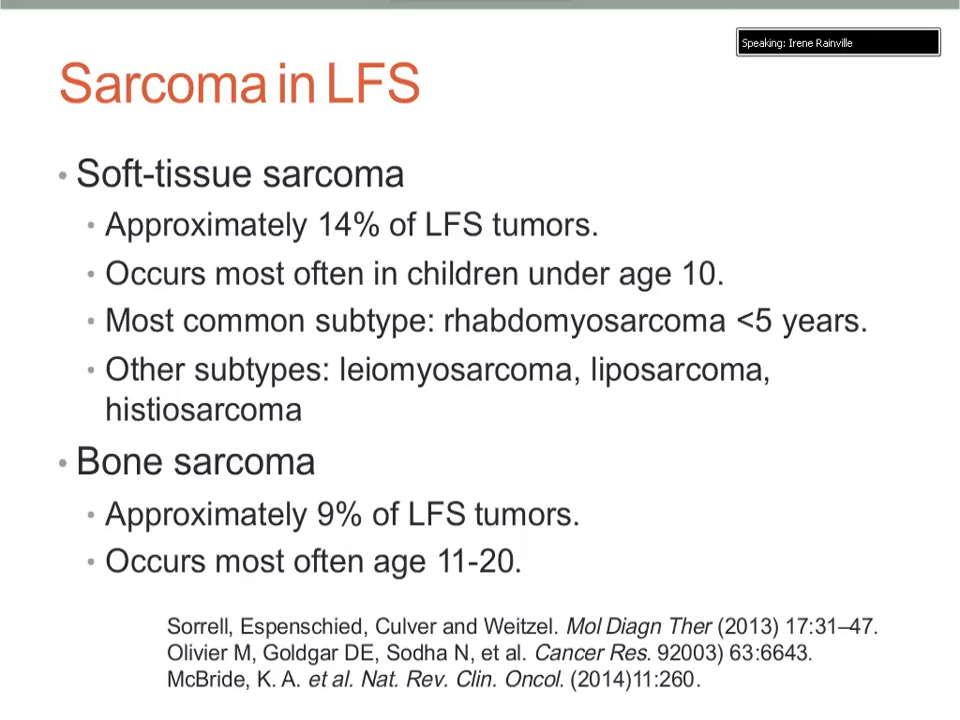 Speaking: Irene Rainville
Sarcoma in LFS
• Soft-tissue sarcoma
• Approximately 14% of LFS tumors.
• Occurs most often in children under age 10.
• Most common subtype: rhabdomyosarcoma <5 years.
• Other subtypes: leiomyosarcoma, liposarcoma,
histiosarcoma
• Bone sarcoma
• Approximately 9% of LFS tumors.
• Occurs most often age 11-20.
Sorrell, Espenschied, Culver and Weitzel. Mol Diagn Ther (2013) 17:31–47.
Olivier M, Goldgar DE, Sodha N, et al. Cancer Res. 92003) 63:6643.
McBride, K. A. et al. Nat. Rev. Clin. Oncol. (2014)11:260.